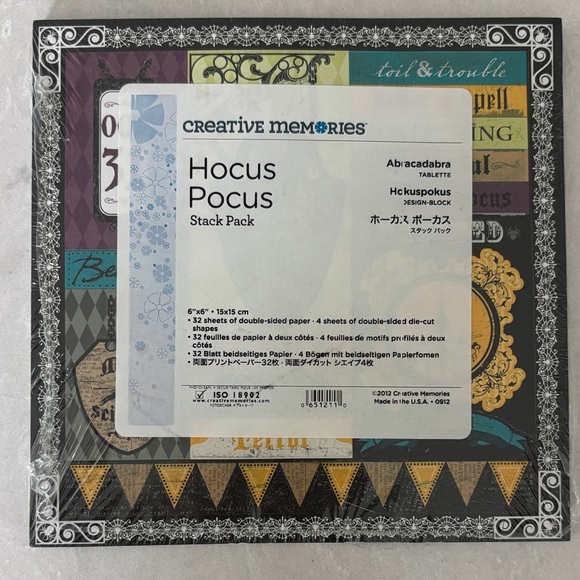 toil & trouble
CREATIVE MEMORIES
Hocus
Pocus
Stack Pack
Abracadabra
TABLETTE
Hokuspokus
DESIGN-BLOCK
ホーカス ポーカス
スタック パック
6"x6" • 15x15 cm
• 32 sheets of double-sided paper • 4 sheets of double-sided die-cut
shapes
• 32 feuilles de papier à deux côtés • 4 feuilles de motifs profilés à deux
côtés
• 32 Blatt beidseitiges Papier • 4 Bögen mit beidseitigen Papierfomen
• 両面プリントペーパー32枚 • 両面ダイカット シェイプ4枚
ISO 18902
www.creativememories.com
0 651211 0
©2012 Creative Memories
Made in the U.S.A. • 0912